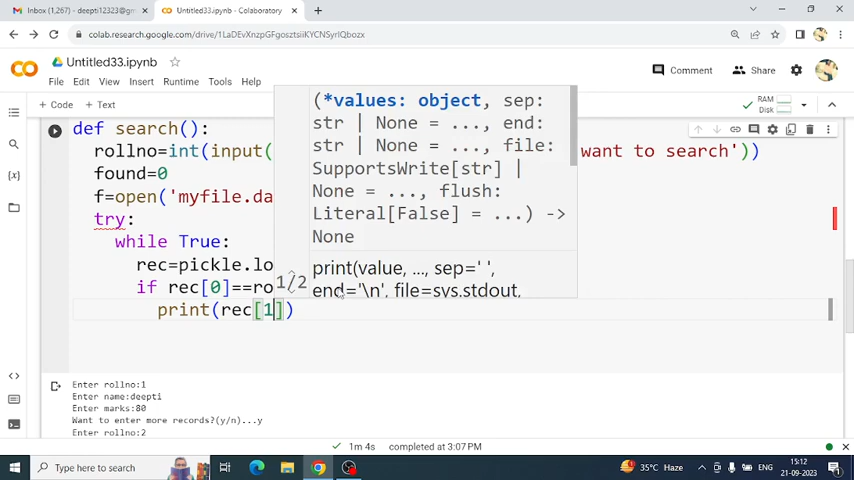 Inbox (1,267) - deepti12323@gm
Untitled33.ipynb - Colaboratory
colab.research.google.com/drive/1LaDEvXnzpGFgosztsiiKYCNSyrIQbozx
Untitled33.ipynb
File Edit View Insert Runtime Tools Help
Comment
Share
+ Code + Text
RAM
Disk
def search():
rollno=int(input(
want to search'))
found=0
f=open('myfile.da
try:
while True:
rec=pickle.lo
if rec[0]==ro
print(rec[1])
(*values: object, sep:
str | None = ..., end:
str | None = ..., file:
SupportsWrite[str] |
None = ..., flush:
Literal[False] = ...) ->
None
1/2
print(value, ..., sep=' ',
end='\n', file=sys.stdout,
Enter rollno:1
Enter name:deepti
Enter marks:80
Want to enter more records?(y/n)...y
Enter rollno:2
1m 4s completed at 3:07 PM
Type here to search
35°C Haze
ENG
15:12
21-09-2023